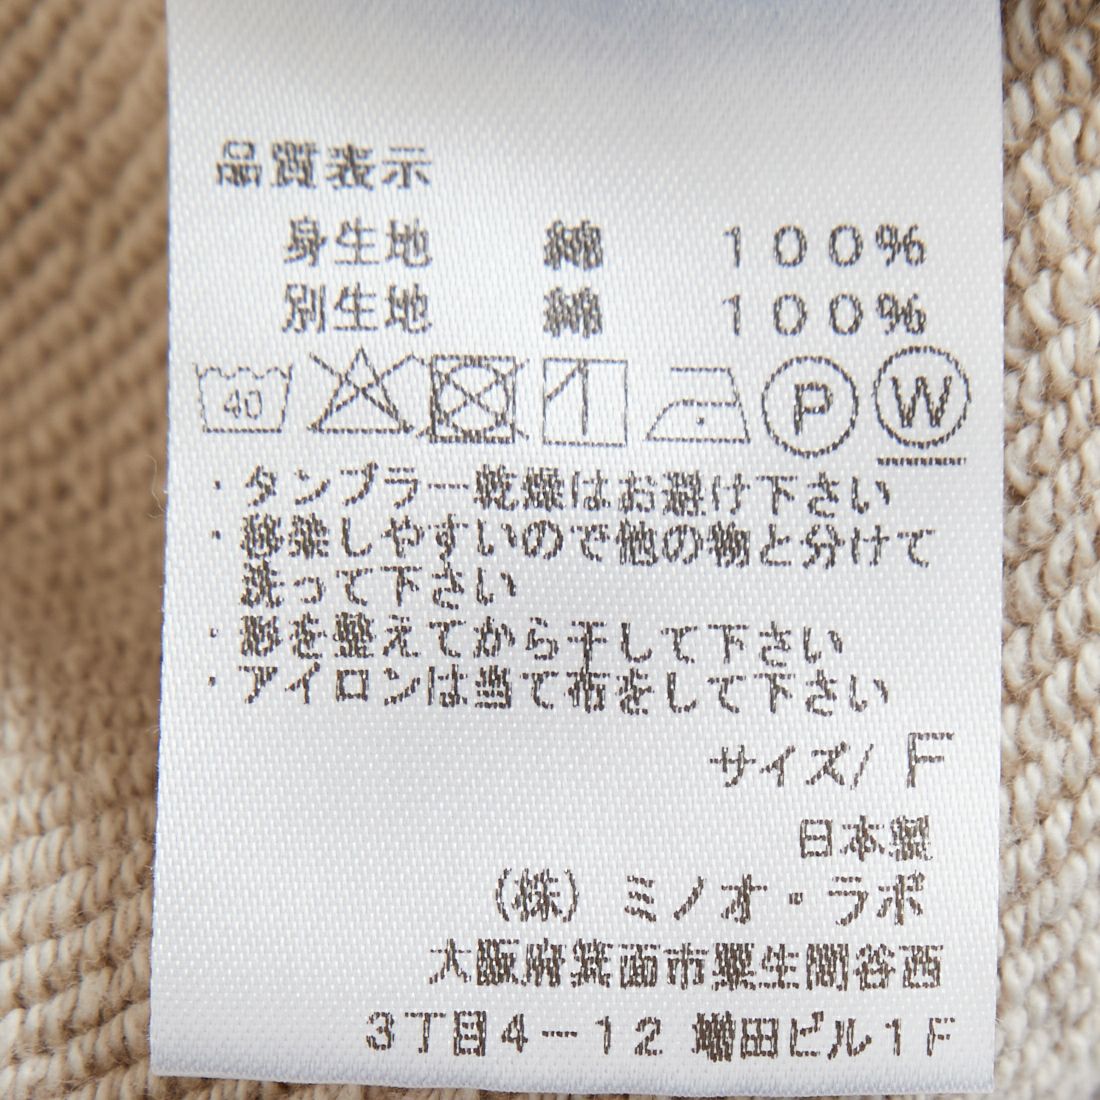 品質表示
身生地 綿 100%
別生地 綿 100%
40 P W
・タンブラー乾燥はお避け下さい
・移染しやすいので他の物と分けて
洗って下さい
・形を整えてから干して下さい
・アイロンは当て布をして下さい
サイズ/ F
日本製
(株) ミノオ・ラボ
大阪府箕面市粟生間谷西
3丁目4-12 増田ビル1F